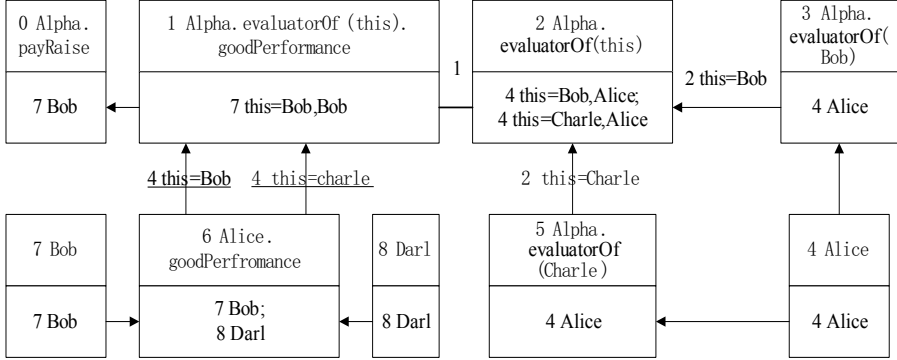 0 Alpha.
payRaise
7 Bob
1 Alpha. evaluatorOf (this).
goodPerformance
7 this=Bob,Bob
1
2 Alpha.
evaluatorOf(this)
4 this=Bob,Alice;
4 this=Charle,Alice
2 this=Bob
3 Alpha.
evaluatorOf(
Bob)
4 Alice
4 this=Bob
4 this=charle
2 this=Charle
7 Bob
7 Bob
6 Alice.
goodPerfromance
7 Bob;
8 Darl
8 Darl
8 Darl
5 Alpha.
evaluatorOf
(Charle)
4 Alice
4 Alice
4 Alice